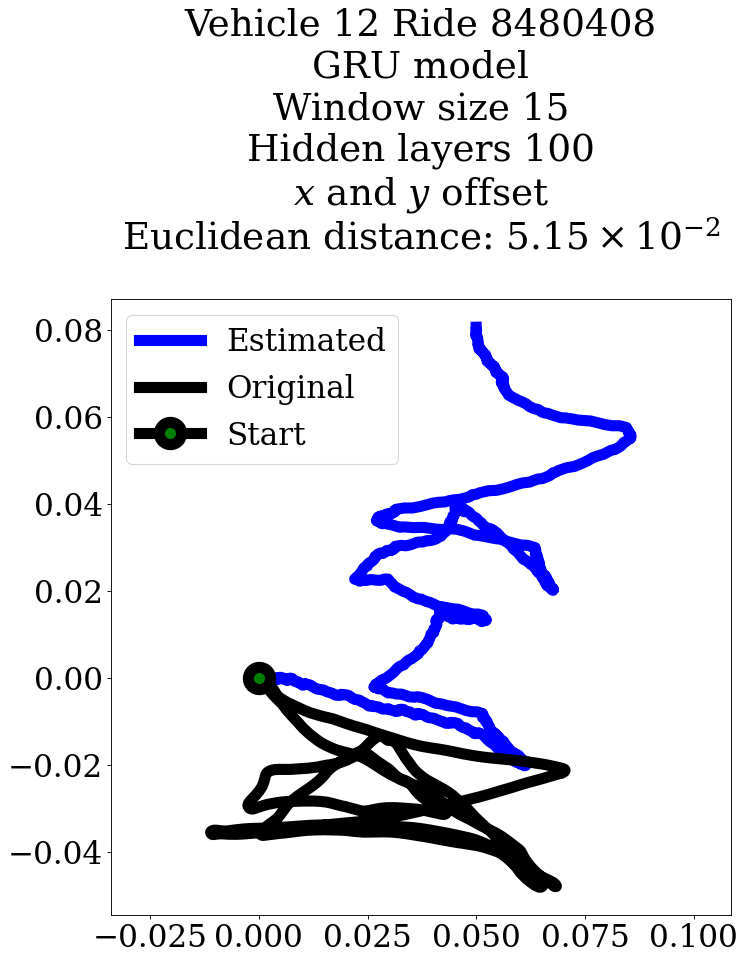 Vehicle 12 Ride 8480408
GRU model
Window size 15
Hidden layers 100
x and y offset
Euclidean distance: 5.15 × 10⁻²
Estimated
Original
Start
0.08
0.06
0.04
0.02
0.00
−0.02
−0.04
−0.025 0.000 0.025 0.050 0.075 0.100